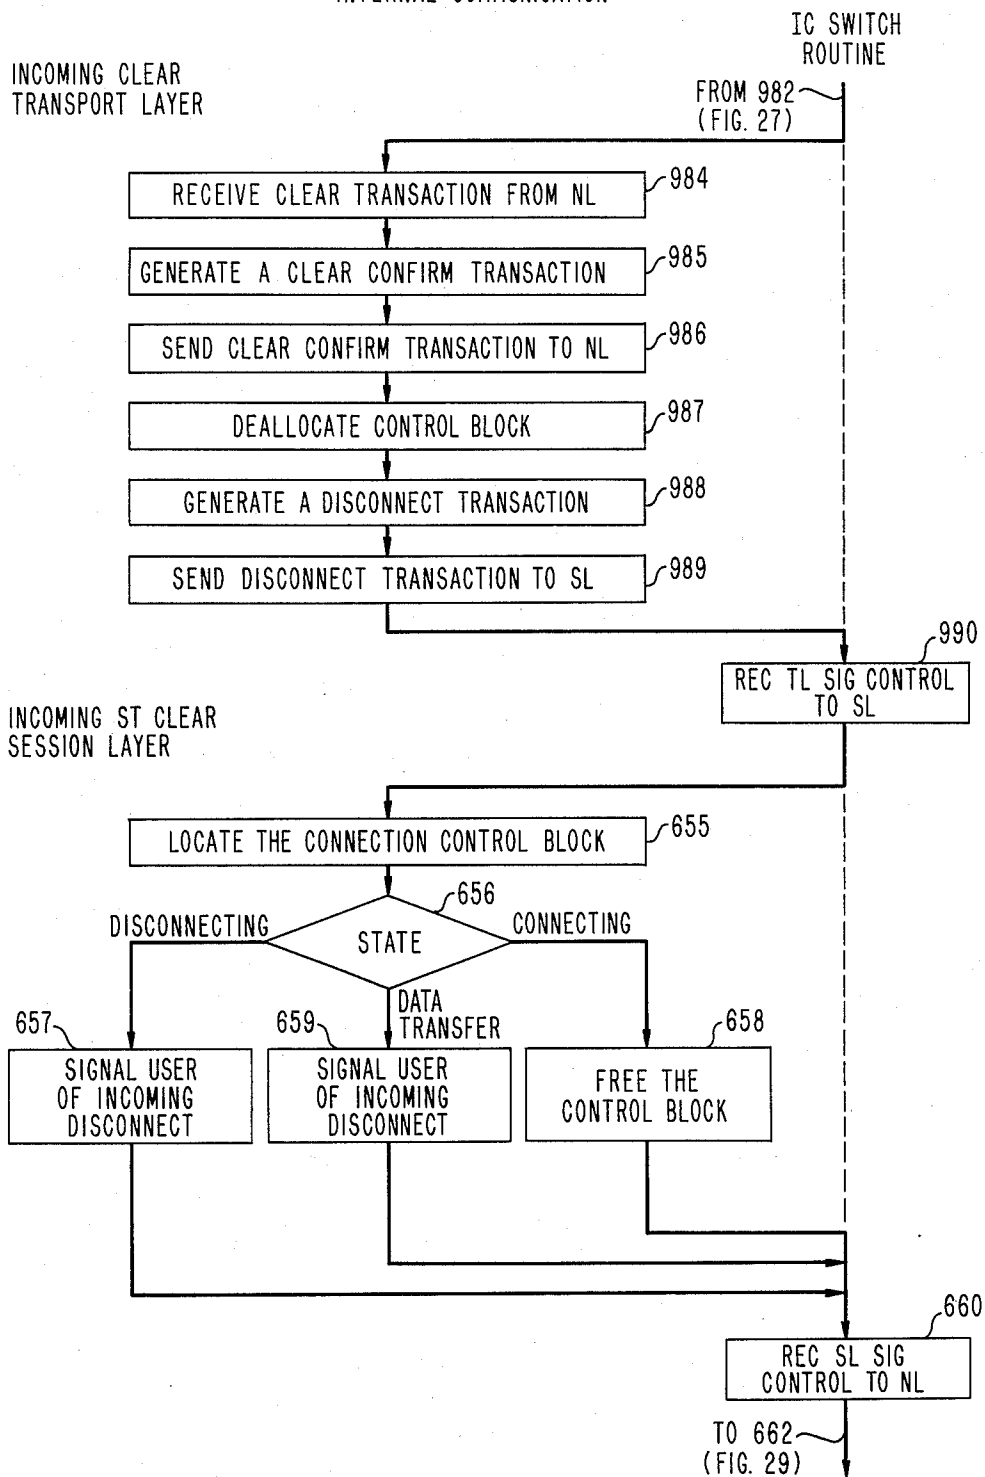 IC SWITCH
ROUTINE
INCOMING CLEAR
TRANSPORT LAYER
FROM 982
(FIG. 27)
984
RECEIVE CLEAR TRANSACTION FROM NL
985
GENERATE A CLEAR CONFIRM TRANSACTION
986
SEND CLEAR CONFIRM TRANSACTION TO NL
987
DEALLOCATE CONTROL BLOCK
988
GENERATE A DISCONNECT TRANSACTION
989
SEND DISCONNECT TRANSACTION TO SL
990
REC TL SIG CONTROL
TO SL
INCOMING ST CLEAR
SESSION LAYER
655
LOCATE THE CONNECTION CONTROL BLOCK
656
DISCONNECTING
STATE
CONNECTING
DATA
TRANSFER
657
SIGNAL USER
OF INCOMING
DISCONNECT
659
SIGNAL USER
OF INCOMING
DISCONNECT
658
FREE THE
CONTROL BLOCK
660
REC SL SIG
CONTROL TO NL
TO 662
(FIG. 29)